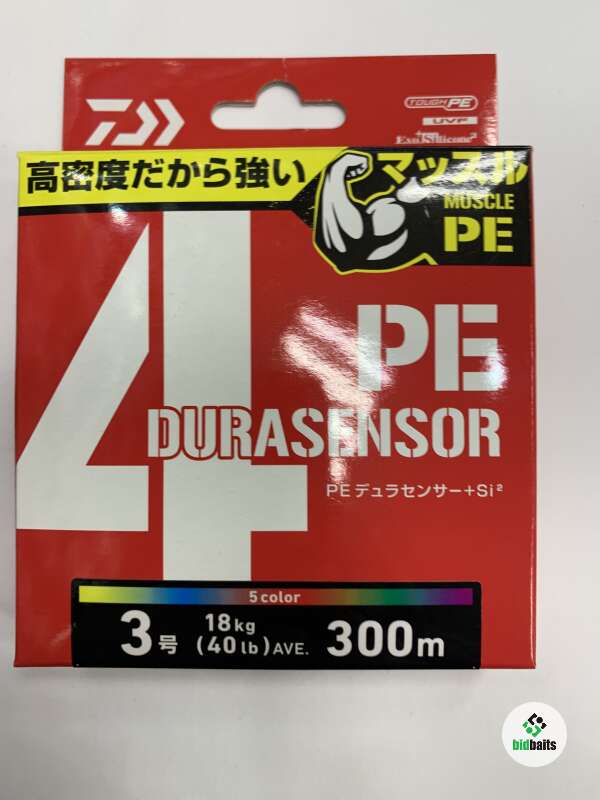 TOUGH PE
UVF
Evo Silicone²
高密度だから強い
マッスル
MUSCLE
PE
4
PE
DURASENSOR
PEデュラセンサー+Si²
5 color
3号
18kg
(40lb) AVE.
300m
bidbaits